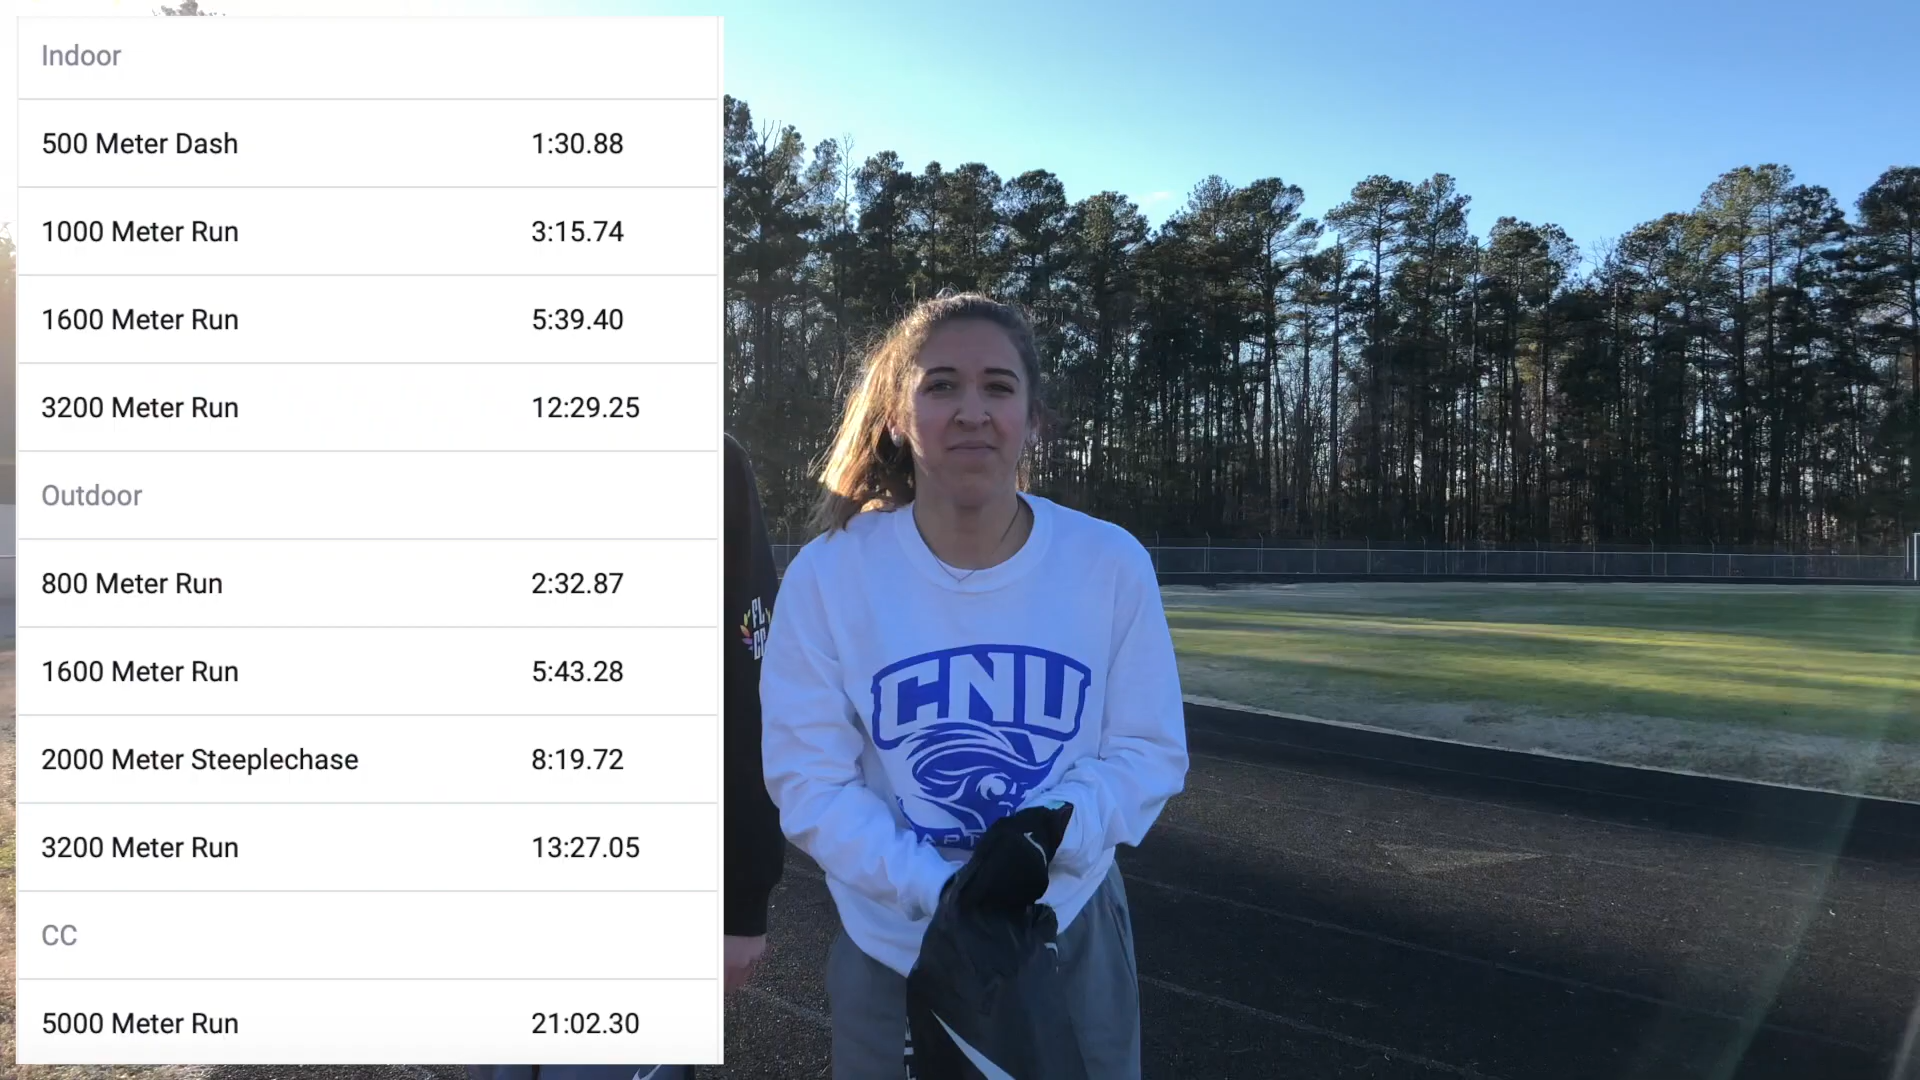 Indoor
500 Meter Dash 1:30.88
1000 Meter Run 3:15.74
1600 Meter Run 5:39.40
3200 Meter Run 12:29.25
Outdoor
800 Meter Run 2:32.87
1600 Meter Run 5:43.28
2000 Meter Steeplechase 8:19.72
3200 Meter Run 13:27.05
CC
5000 Meter Run 21:02.30
FL
CC
CNU